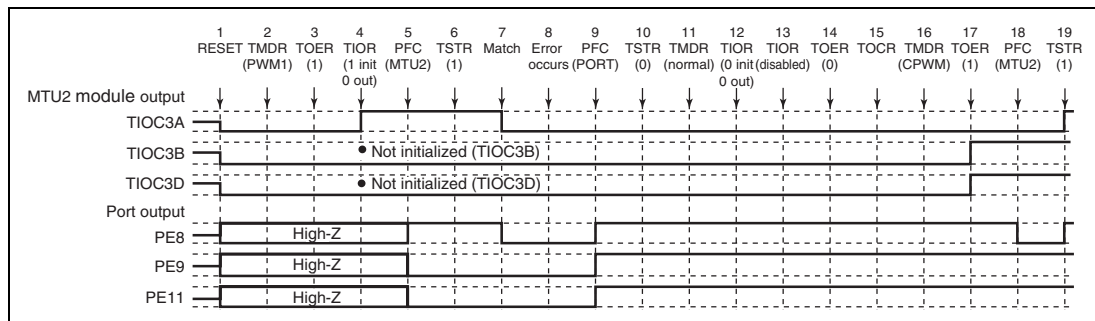 1 2 3 4 5 6 7 8 9 10 11 12 13 14 15 16 17 18 19
RESET TMDR TOER TIOR PFC TSTR Match Error PFC TSTR TMDR TIOR TIOR TOER TOCR TMDR TOER PFC TSTR
(PWM1) (1) (1 init (MTU2) (1) occurs (PORT) (0) (normal) (0 init (disabled) (0) (CPWM) (1) (MTU2) (1)
0 out) 0 out)
MTU2 module output
TIOC3A
TIOC3B • Not initialized (TIOC3B)
TIOC3D • Not initialized (TIOC3D)
Port output
PE8 High-Z
PE9 High-Z
PE11 High-Z